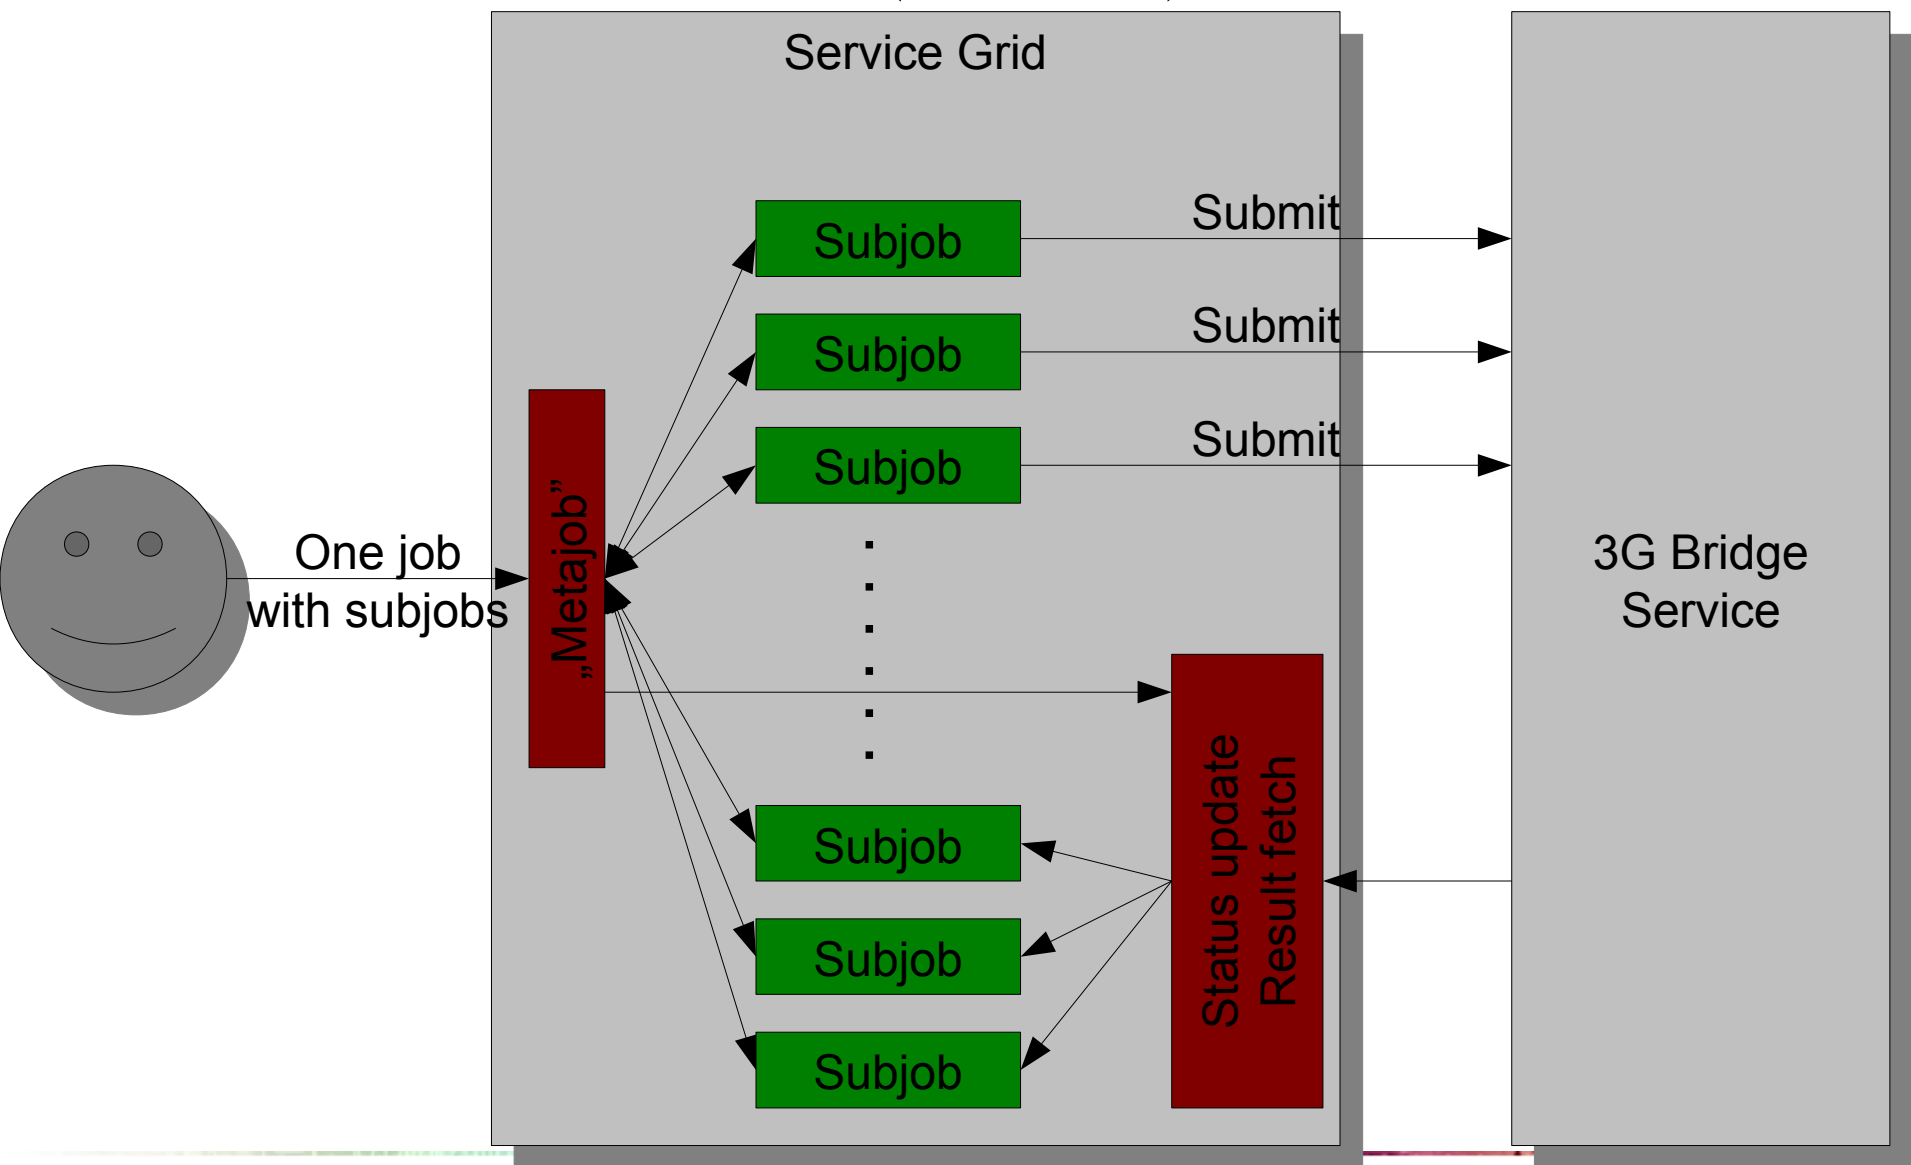 Service Grid
Subjob
Submit
Subjob
Submit
Subjob
Submit
One job
with subjobs
„Metajob”
3G Bridge
Service
Status update
Result fetch
Subjob
Subjob
Subjob